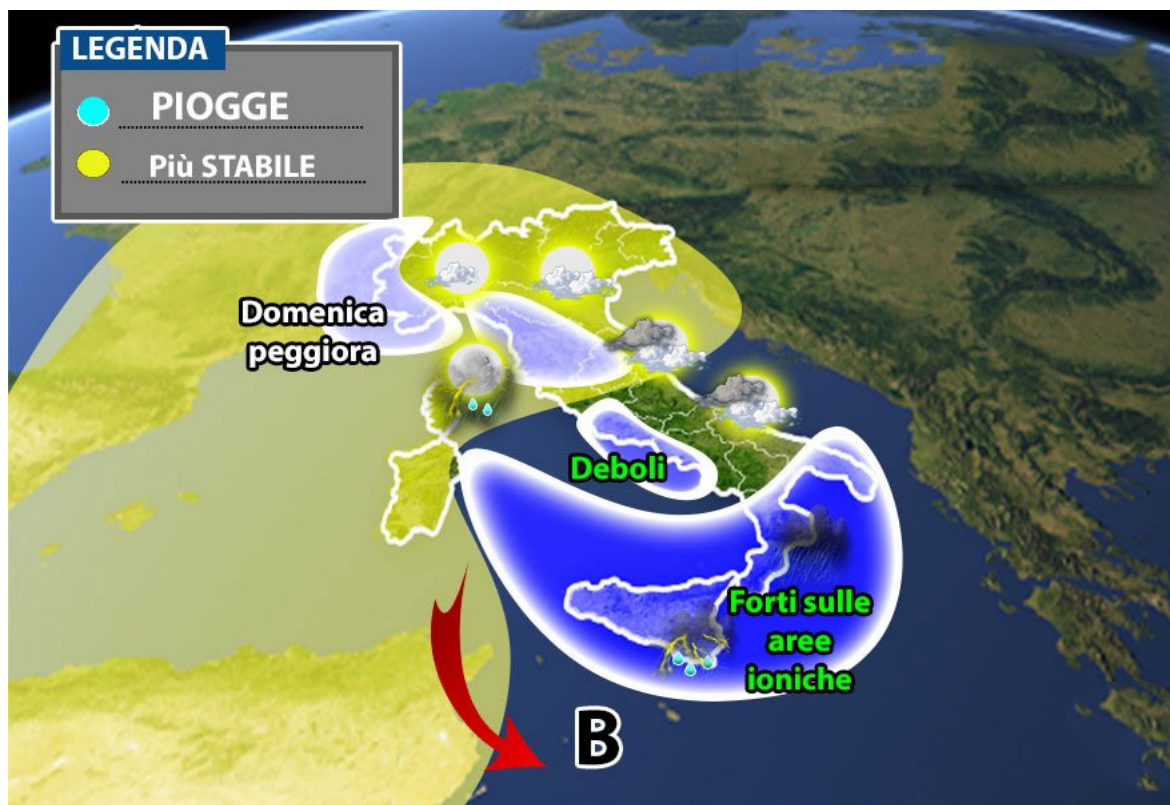 LEGENDA
PIOGGE
Più STABILE
Domenica
peggiora
Deboli
Forti sulle
aree
ioniche
B